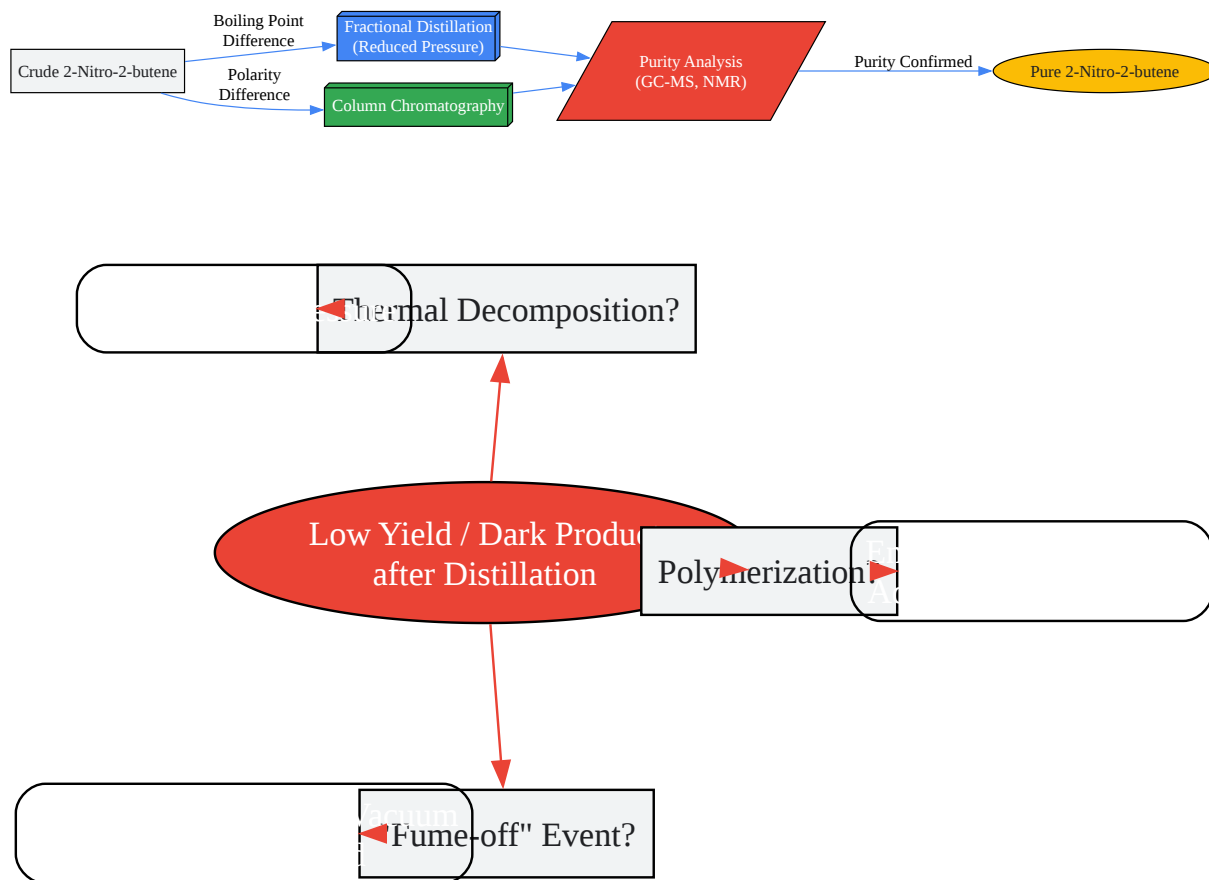 Boiling Point
Difference
Fractional Distillation
(Reduced Pressure)
Crude 2-Nitro-2-butene
Polarity
Difference
Column Chromatography
Purity Analysis
(GC-MS, NMR)
Purity Confirmed
Pure 2-Nitro-2-butene
Thermal Decomposition?
Low Yield / Dark Product
after Distillation
Polymerization?
Vacuum
"Fume-off" Event?